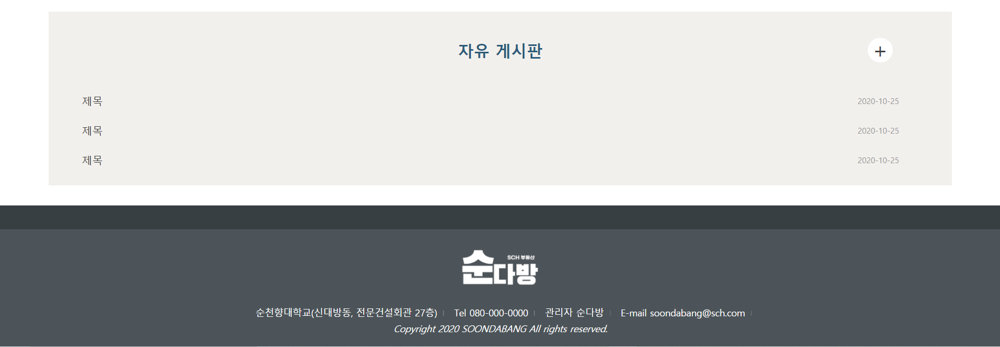 자유 게시판
+
제목 2020-10-25
제목 2020-10-25
제목 2020-10-25
SCH 부동산
순다방
순천향대학교(신대방동, 전문건설회관 27층) | Tel 080-000-0000 | 관리자 순다방 | E-mail soondabang@sch.com |
Copyright 2020 SOONDABANG All rights reserved.